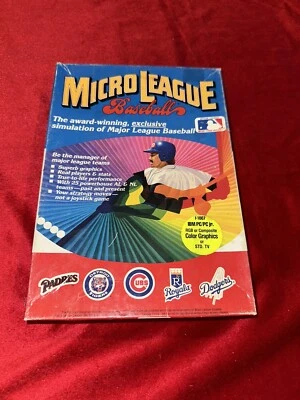 MICROLEAGUE
Baseball
The award-winning, exclusive
simulation of Major League Baseball
Be the manager of
major league teams
• Superb graphics
• Real players & stats
• True-to-life performance
• With 25 powerhouse AL & NL
teams—past and present
• Your strategy moves—
not a joystick game
IBM PC/PC jr.
RGB or Composite
Color Graphics
or
STD. TV
PADRES
CUBS
Royals
Dodgers